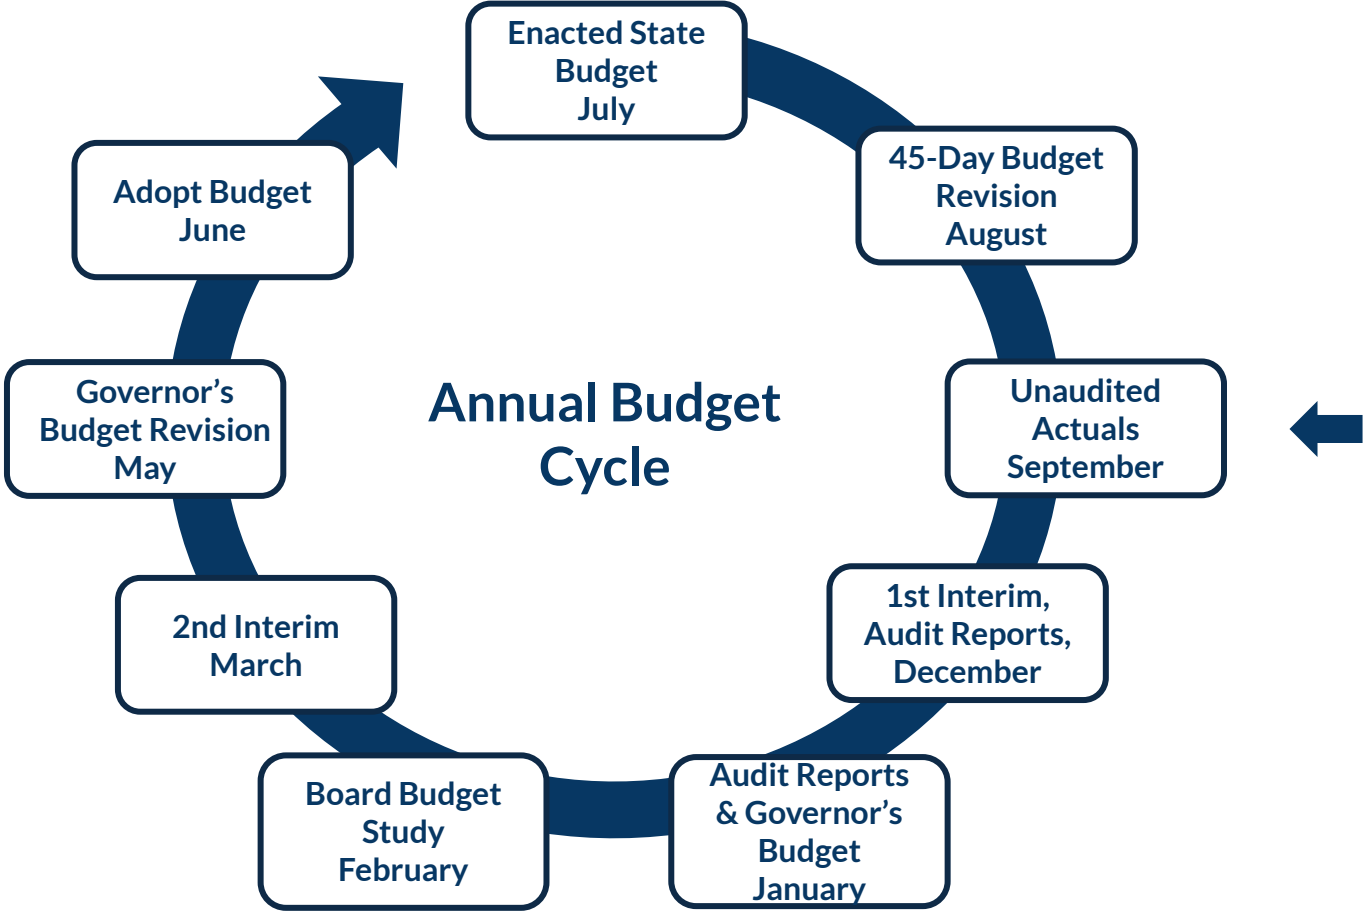 Enacted State
Budget
July
45-Day Budget
Revision
August
Unaudited
Actuals
September
1st Interim,
Audit Reports,
December
Audit Reports
& Governor’s
Budget
January
Board Budget
Study
February
2nd Interim
March
Governor’s
Budget Revision
May
Adopt Budget
June
Annual Budget
Cycle